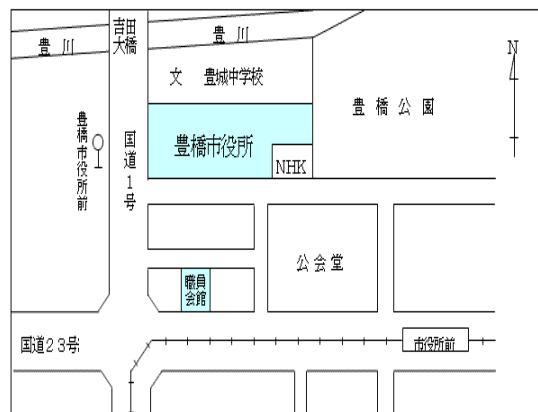 吉田
大橋
豊 川
豊 川
文 豊城中学校
N
豊 橋 公 園
豊橋市役所前
国道1号
豊橋市役所
NHK
公 会 堂
職員
会館
国道23号
市役所前